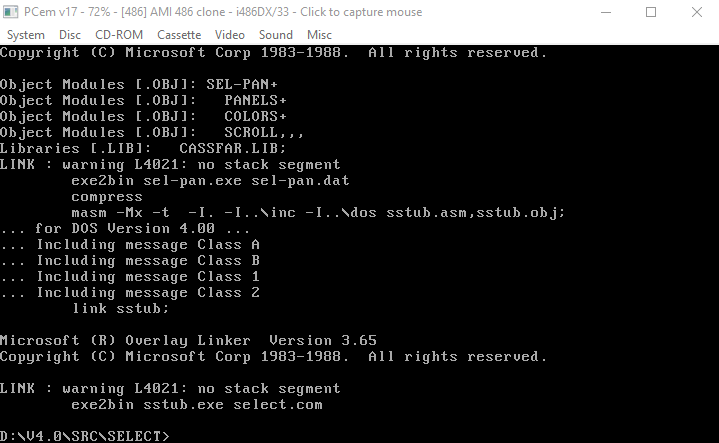 PCem v17 - 72% - [486] AMI 486 clone - i486DX/33 - Click to capture mouse
System Disc CD-ROM Cassette Video Sound Misc
Copyright (C) Microsoft Corp 1983-1988.  All rights reserved.
Object Modules [.OBJ]: SEL-PAN+
Object Modules [.OBJ]:   PANELS+
Object Modules [.OBJ]:   COLORS+
Object Modules [.OBJ]:   SCROLL,,,
Libraries [.LIB]:   CASSFAR.LIB;
LINK : warning L4021: no stack segment
        exe2bin sel-pan.exe sel-pan.dat
        compress
        masm -Mx -t  -I. -I..\inc -I..\dos sstub.asm,sstub.obj;
... for DOS Version 4.00 ...
... Including message Class A
... Including message Class B
... Including message Class 1
... Including message Class 2
        link sstub;
Microsoft (R) Overlay Linker  Version 3.65
Copyright (C) Microsoft Corp 1983-1988.  All rights reserved.
LINK : warning L4021: no stack segment
        exe2bin sstub.exe select.com
D:\V4.0\SRC\SELECT>